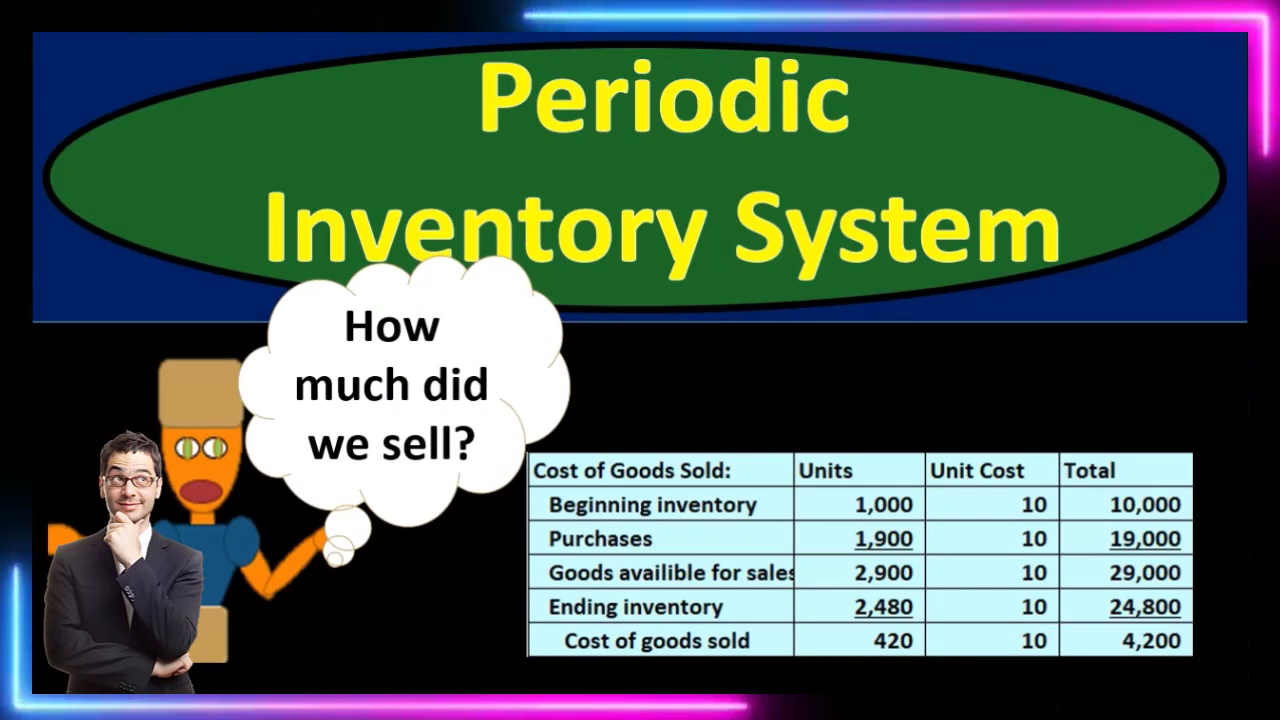 Periodic
Inventory System
How
much did
we sell?
Cost of Goods Sold: Units Unit Cost Total
Beginning inventory 1,000 10 10,000
Purchases 1,900 10 19,000
Goods availible for sales 2,900 10 29,000
Ending inventory 2,480 10 24,800
Cost of goods sold 420 10 4,200